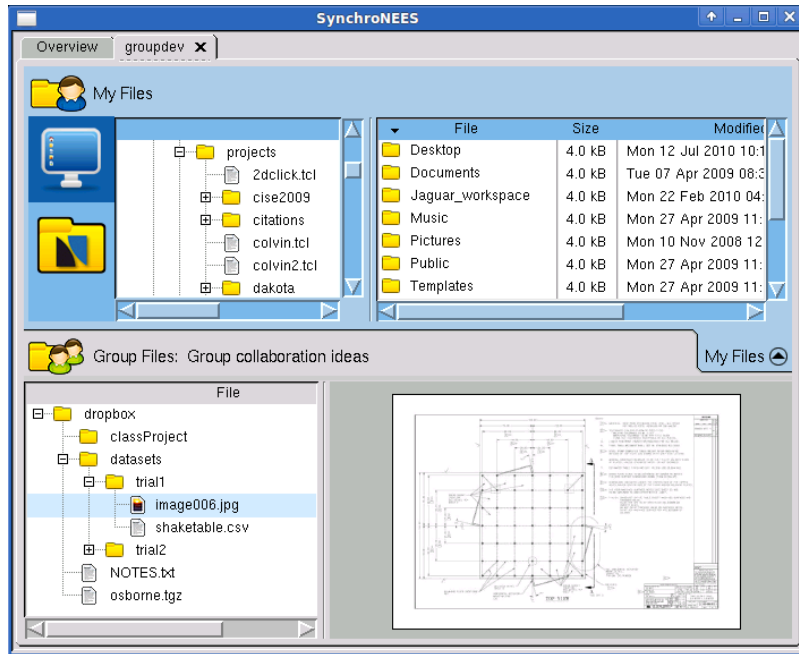 SynchroNEES
Overview
groupdev
My Files
projects
2dclick.tcl
cise2009
citations
colvin.tcl
colvin2.tcl
dakota
File Size Modified
Desktop 4.0 kB Mon 12 Jul 2010 10:1
Documents 4.0 kB Tue 07 Apr 2009 08:3
Jaguar_workspace 4.0 kB Mon 22 Feb 2010 04:
Music 4.0 kB Mon 27 Apr 2009 11:
Pictures 4.0 kB Mon 10 Nov 2008 12
Public 4.0 kB Mon 27 Apr 2009 11:
Templates 4.0 kB Mon 27 Apr 2009 11:
Group Files: Group collaboration ideas
My Files
File
dropbox
classProject
datasets
trial1
image006.jpg
shaketable.csv
trial2
NOTES.txt
osborne.tgz
TOP VIEW